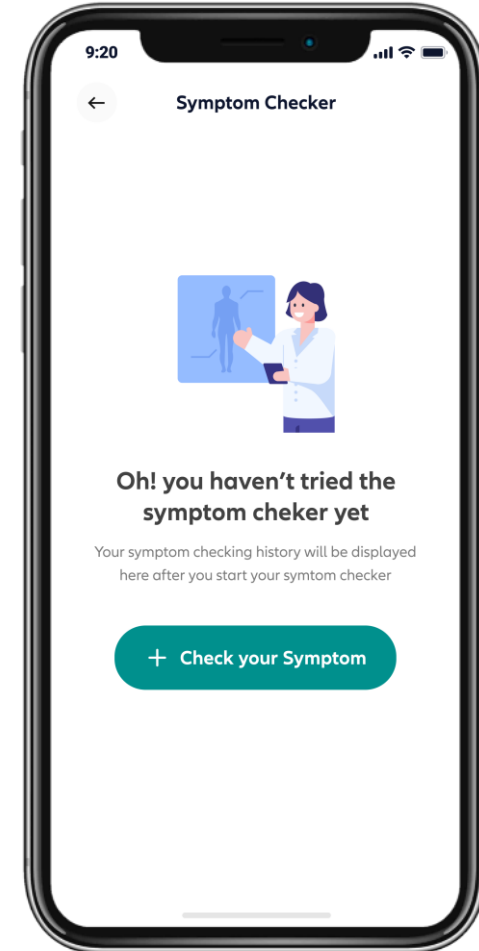 9:20
Symptom Checker
Oh! you haven’t tried the
symptom cheker yet
Your symptom checking history will be displayed
here after you start your symtom checker
+ Check your Symptom